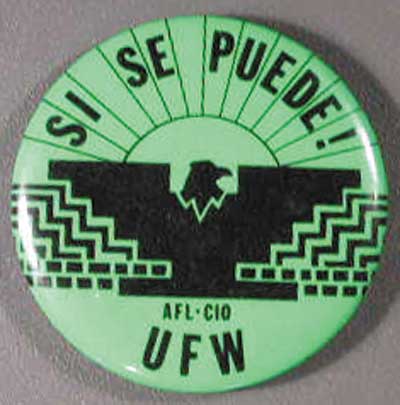 SI SE PUEDE!
AFL-CIO
UFW